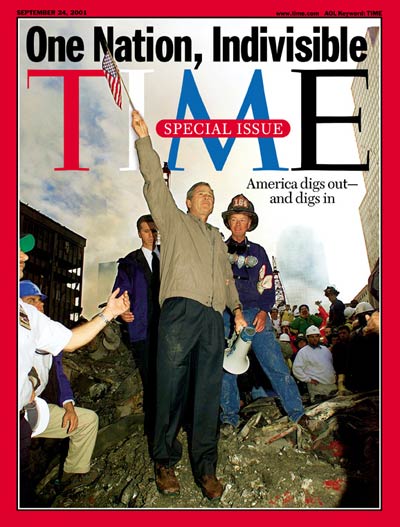 SEPTEMBER 24, 2001
www.time.com AOL Keyword: TIME
One Nation, Indivisible
TIME
SPECIAL ISSUE
America digs out—
and digs in
164